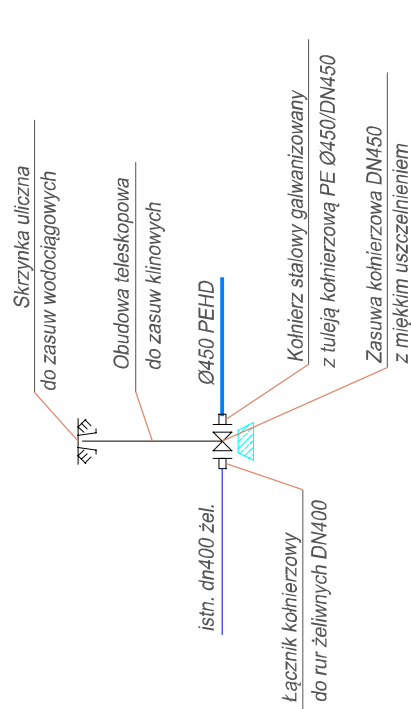 Skrzynka uliczna
do zasuw wodociągowych
Obudowa teleskopowa
do zasuw klinowych
istn. dn400 żel.
Ø450 PEHD
Łącznik kołnierzowy
do rur żeliwnych DN400
Kołnierz stalowy galwanizowany
z tuleją kołnierzową PE Ø450/DN450
Zasuwa kołnierzowa DN450
z miękkim uszczelnieniem